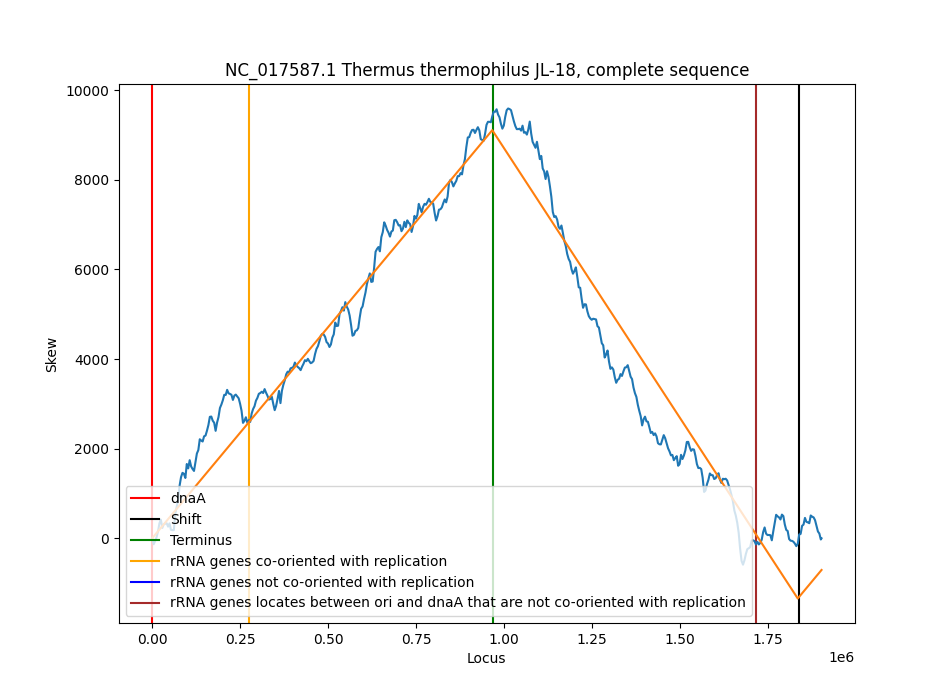 NC_017587.1 Thermus thermophilus JL-18, complete sequence
10000
8000
6000
4000
2000
0
Skew
dnaA
Shift
Terminus
rRNA genes co-oriented with replication
rRNA genes not co-oriented with replication
rRNA genes locates between ori and dnaA that are not co-oriented with replication
0.00 0.25 0.50 0.75 1.00 1.25 1.50 1.75
1e6
Locus